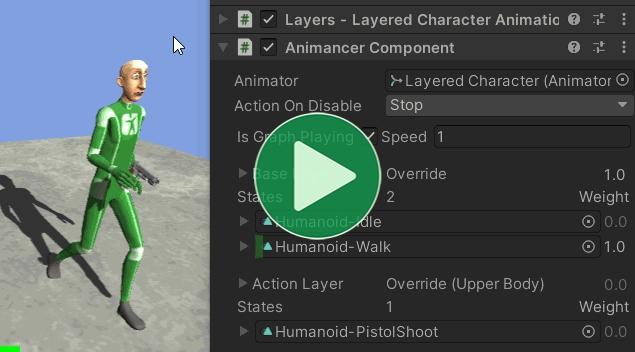 Layers - Layered Character Animatio
Animancer Component
Animator
Layered Character (Animator
Action On Disable
Stop
Is Graph Playing
Speed
1
Base
Override
1.0
States
2
Weight
Humanoid-Idle
0.0
Humanoid-Walk
1.0
Action Layer
Override (Upper Body)
0.0
States
1
Weight
Humanoid-PistolShoot
0.0